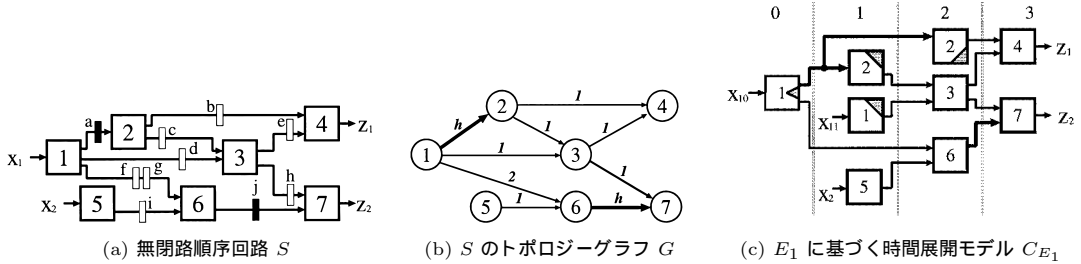 0 1 2 3
1 2 3 4 5 6 7
a b c d e f g h i j
x1 x2 z1 z2
(a) 無閉路順序回路 S
1 2 3 4 5 6 7
h 1 1 1 1 2 1 h
(b) S のトポロジーグラフ G
1 2 2 1 3 4 5 6 7
x10 x11 x2 z1 z2
(c) E1 に基づく時間展開モデル CE1